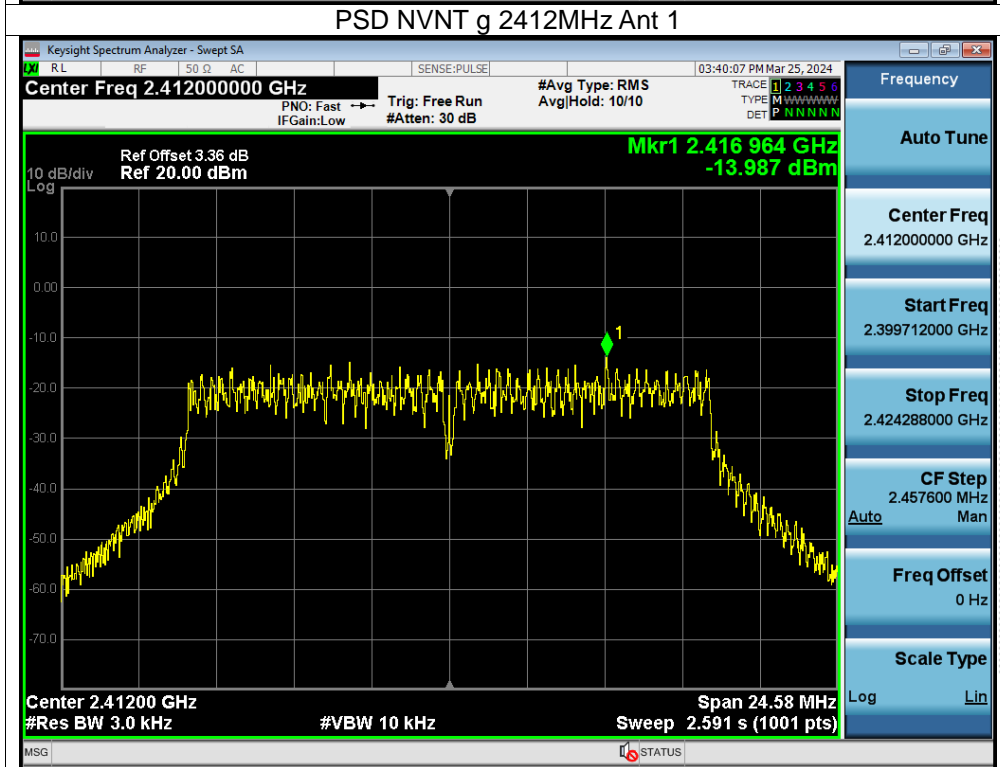 PSD NVNT g 2412MHz Ant 1
Keysight Spectrum Analyzer - Swept SA
LXI RL RF 50 Ω AC SENSE:PULSE 03:40:07 PM Mar 25, 2024
Center Freq 2.412000000 GHz
PNO: Fast
IFGain:Low
Trig: Free Run
#Atten: 30 dB
#Avg Type: RMS
Avg|Hold: 10/10
TRACE 1 2 3 4 5 6
TYPE M WWWWW
DET P N N N N N
Mkr1 2.416 964 GHz
-13.987 dBm
Ref Offset 3.36 dB
10 dB/div Ref 20.00 dBm
Log
10.0
0.00
-10.0
-20.0
-30.0
-40.0
-50.0
-60.0
-70.0
1
Center 2.41200 GHz Span 24.58 MHz
#Res BW 3.0 kHz #VBW 10 kHz Sweep 2.591 s (1001 pts)
MSG STATUS
Frequency
Auto Tune
Center Freq
2.412000000 GHz
Start Freq
2.399712000 GHz
Stop Freq
2.424288000 GHz
CF Step
2.457600 MHz
Auto Man
Freq Offset
0 Hz
Scale Type
Log Lin